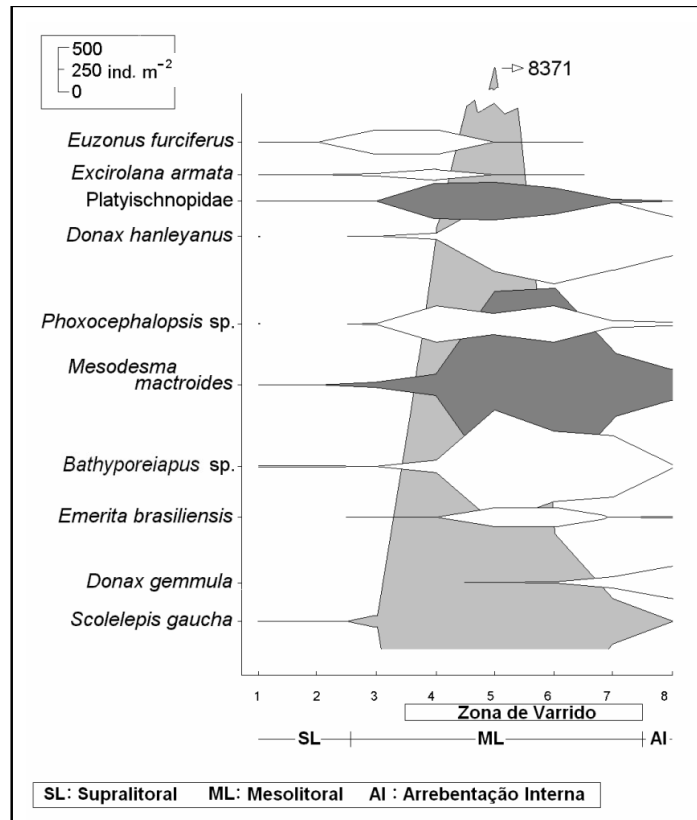 500
250 ind. m⁻²
0
8371
Euzonus furciferus
Excirolana armata
Platyischnopidae
Donax hanleyanus
Phoxocephalopsis sp.
Mesodesma
mactroides
Bathyporeiapus sp.
Emerita brasiliensis
Donax gemmula
Scolelepis gaucha
1 2 3 4 5 6 7 8
Zona de Varrido
SL ML AI
SL: Supralitoral ML: Mesolitoral AI : Arrebentação Interna